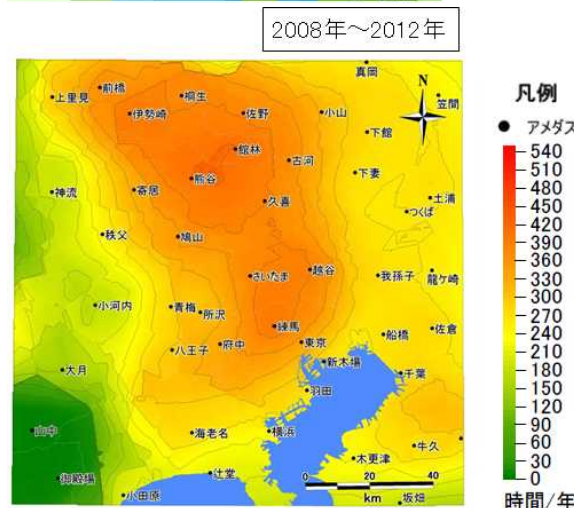 2008年～2012年
真岡
前橋
上里見
桐生
笠間
N
伊勢崎
佐野
小山
下館
館林
古河
下妻
熊谷
神流
寄居
久喜
土浦
つくば
秩父
鳩山
さいたま
越谷
我孫子
龍ケ崎
小河内
青梅
所沢
練馬
船橋
佐倉
八王子
府中
東京
新木場
大月
千葉
羽田
山中
海老名
横浜
牛久
木更津
御殿場
辻堂
0 20 40
km
小田原
坂畑
凡例
アメダス
540
510
480
450
420
390
360
330
300
270
240
210
180
150
120
90
60
30
0
時間/年